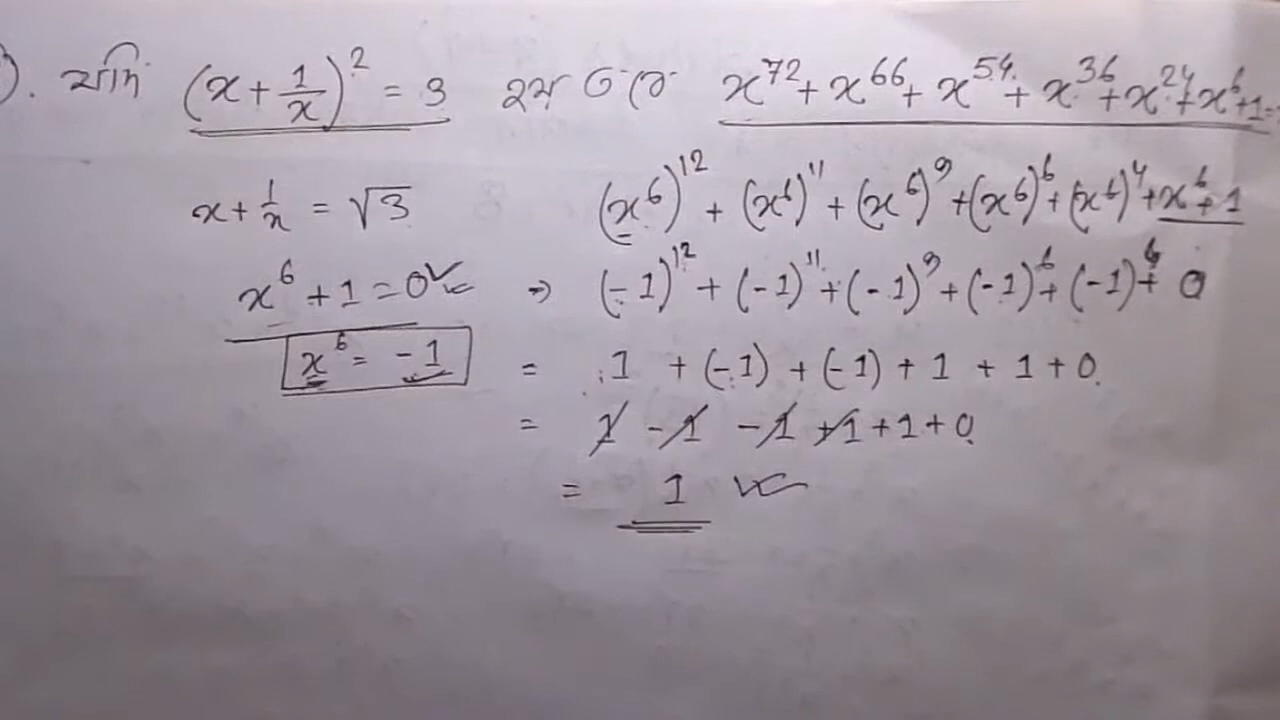 ). যদি (x + 1/x)² = 3 হয় তবে x⁷² + x⁶⁶ + x⁵⁴ + x³⁶ + x²⁴ + x⁶ + 1 =
x + 1/x = √3
x⁶ + 1 = 0
x⁶ = -1
(x⁶)¹² + (x⁶)¹¹ + (x⁶)⁹ + (x⁶)⁶ + (x⁶)⁴ + x⁶ + 1
⇒ (-1)¹² + (-1)¹¹ + (-1)⁹ + (-1)⁶ + (-1) + 0
= 1 + (-1) + (-1) + 1 + 1 + 0
= 1 - 1 - 1 + 1 + 1 + 0
= 1